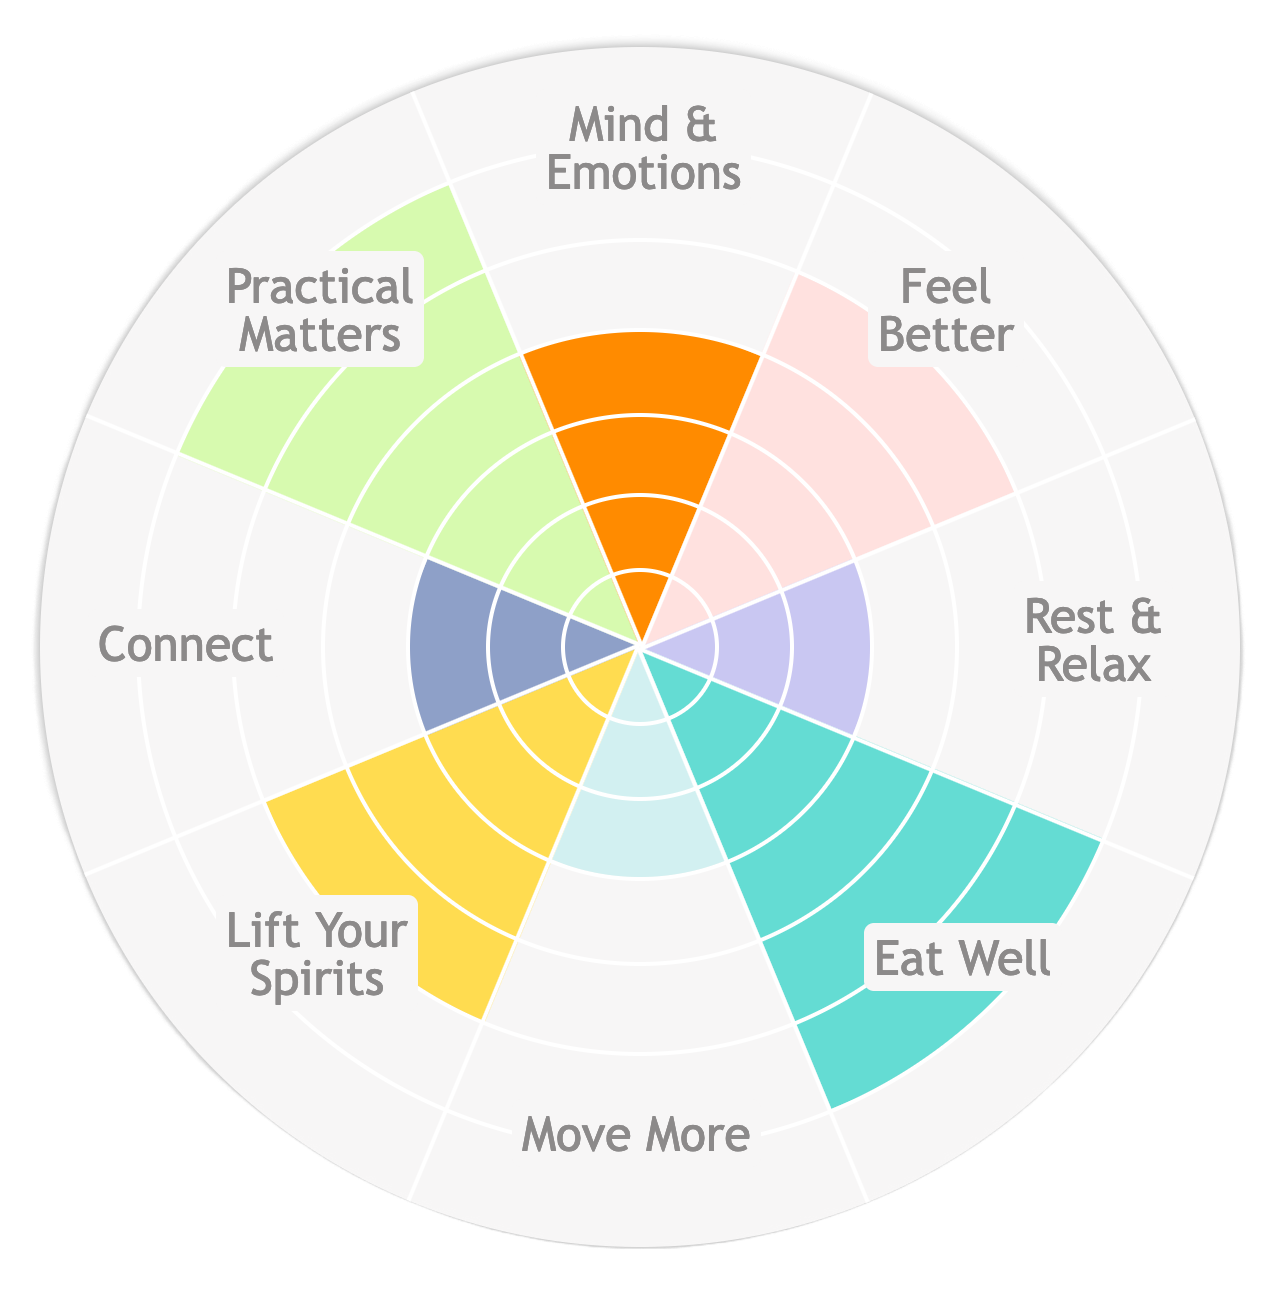 Mind &
Emotions
Feel
Better
Rest &
Relax
Eat Well
Move More
Lift Your
Spirits
Connect
Practical
Matters